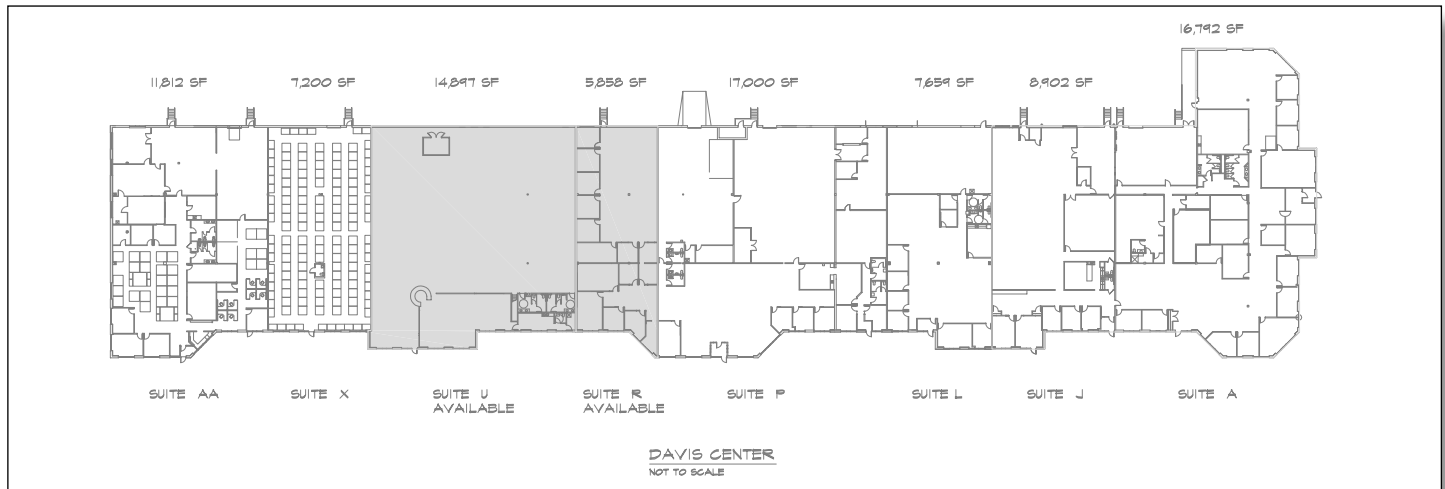 16,792 SF
11,812 SF
7,200 SF
14,897 SF
5,858 SF
17,000 SF
7,659 SF
8,902 SF
SUITE AA
SUITE X
SUITE U
AVAILABLE
SUITE R
AVAILABLE
SUITE P
SUITE L
SUITE J
SUITE A
DAVIS CENTER
NOT TO SCALE